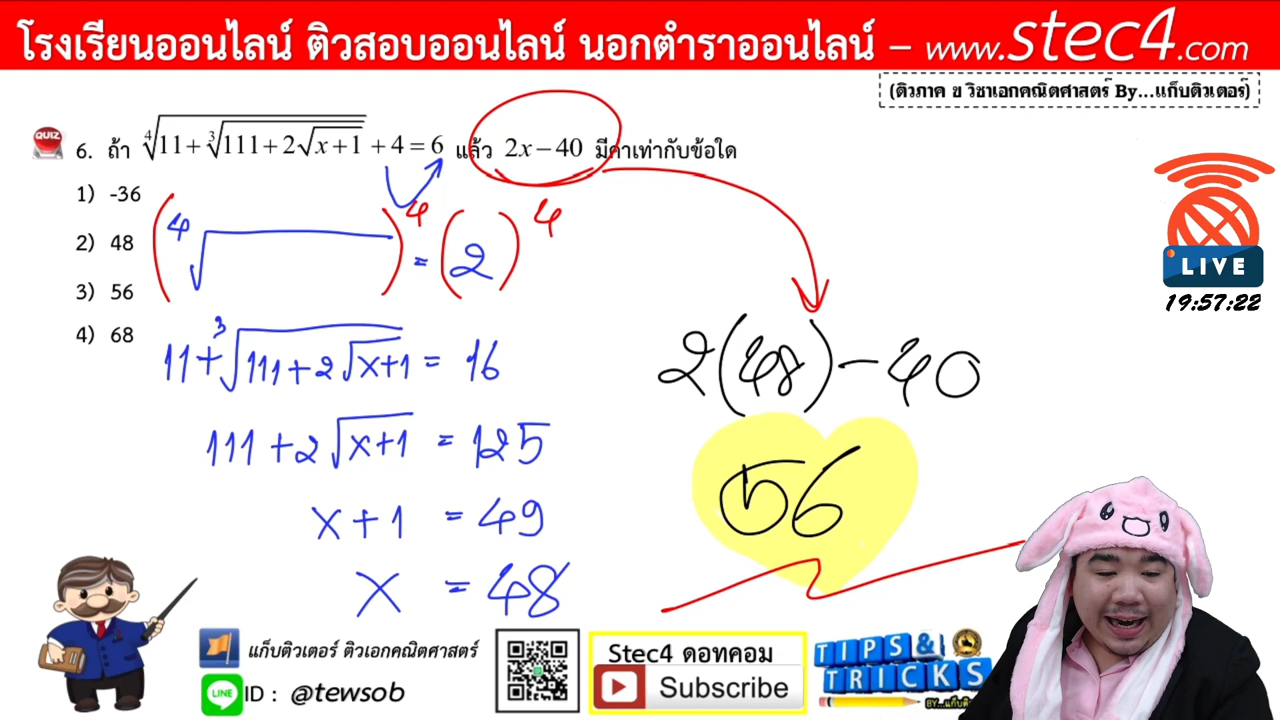 โรงเรียนออนไลน์ ติวสอบออนไลน์ นอกตำราออนไลน์ – www.stec4.com
(ติวภาค ข วิชาเอกคณิตศาสตร์ By...แก๊บติวเตอร์)
QUIZ
6. ถ้า ⁴√(11+³√(111+2√(x+1))) + 4 = 6 แล้ว 2x − 40 มีค่าเท่ากับข้อใด
1) -36
2) 48
3) 56
4) 68
(⁴√ )⁴ = (2)⁴
11+³√(111+2√(x+1)) = 16
111+2√(x+1) = 125
x+1 = 49
x = 48
2(48)-40
56
LIVE
19:57:22
แก๊บติวเตอร์ ติวเอกคณิตศาสตร์
LINE ID : @tewsob
Stec4 ดอทคอม
Subscribe
TIPS &
TRICKS